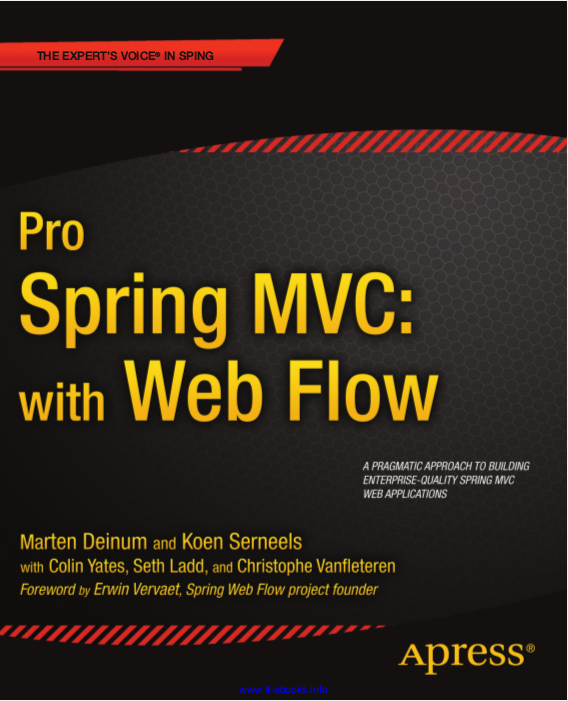 THE EXPERT'S VOICE® IN SPING
Pro
Spring MVC:
with Web Flow
A PRAGMATIC APPROACH TO BUILDING
ENTERPRISE-QUALITY SPRING MVC
WEB APPLICATIONS
Marten Deinum and Koen Serneels
with Colin Yates, Seth Ladd, and Christophe Vanfleteren
Foreword by Erwin Vervaet, Spring Web Flow project founder
Apress®
www.it-ebooks.info